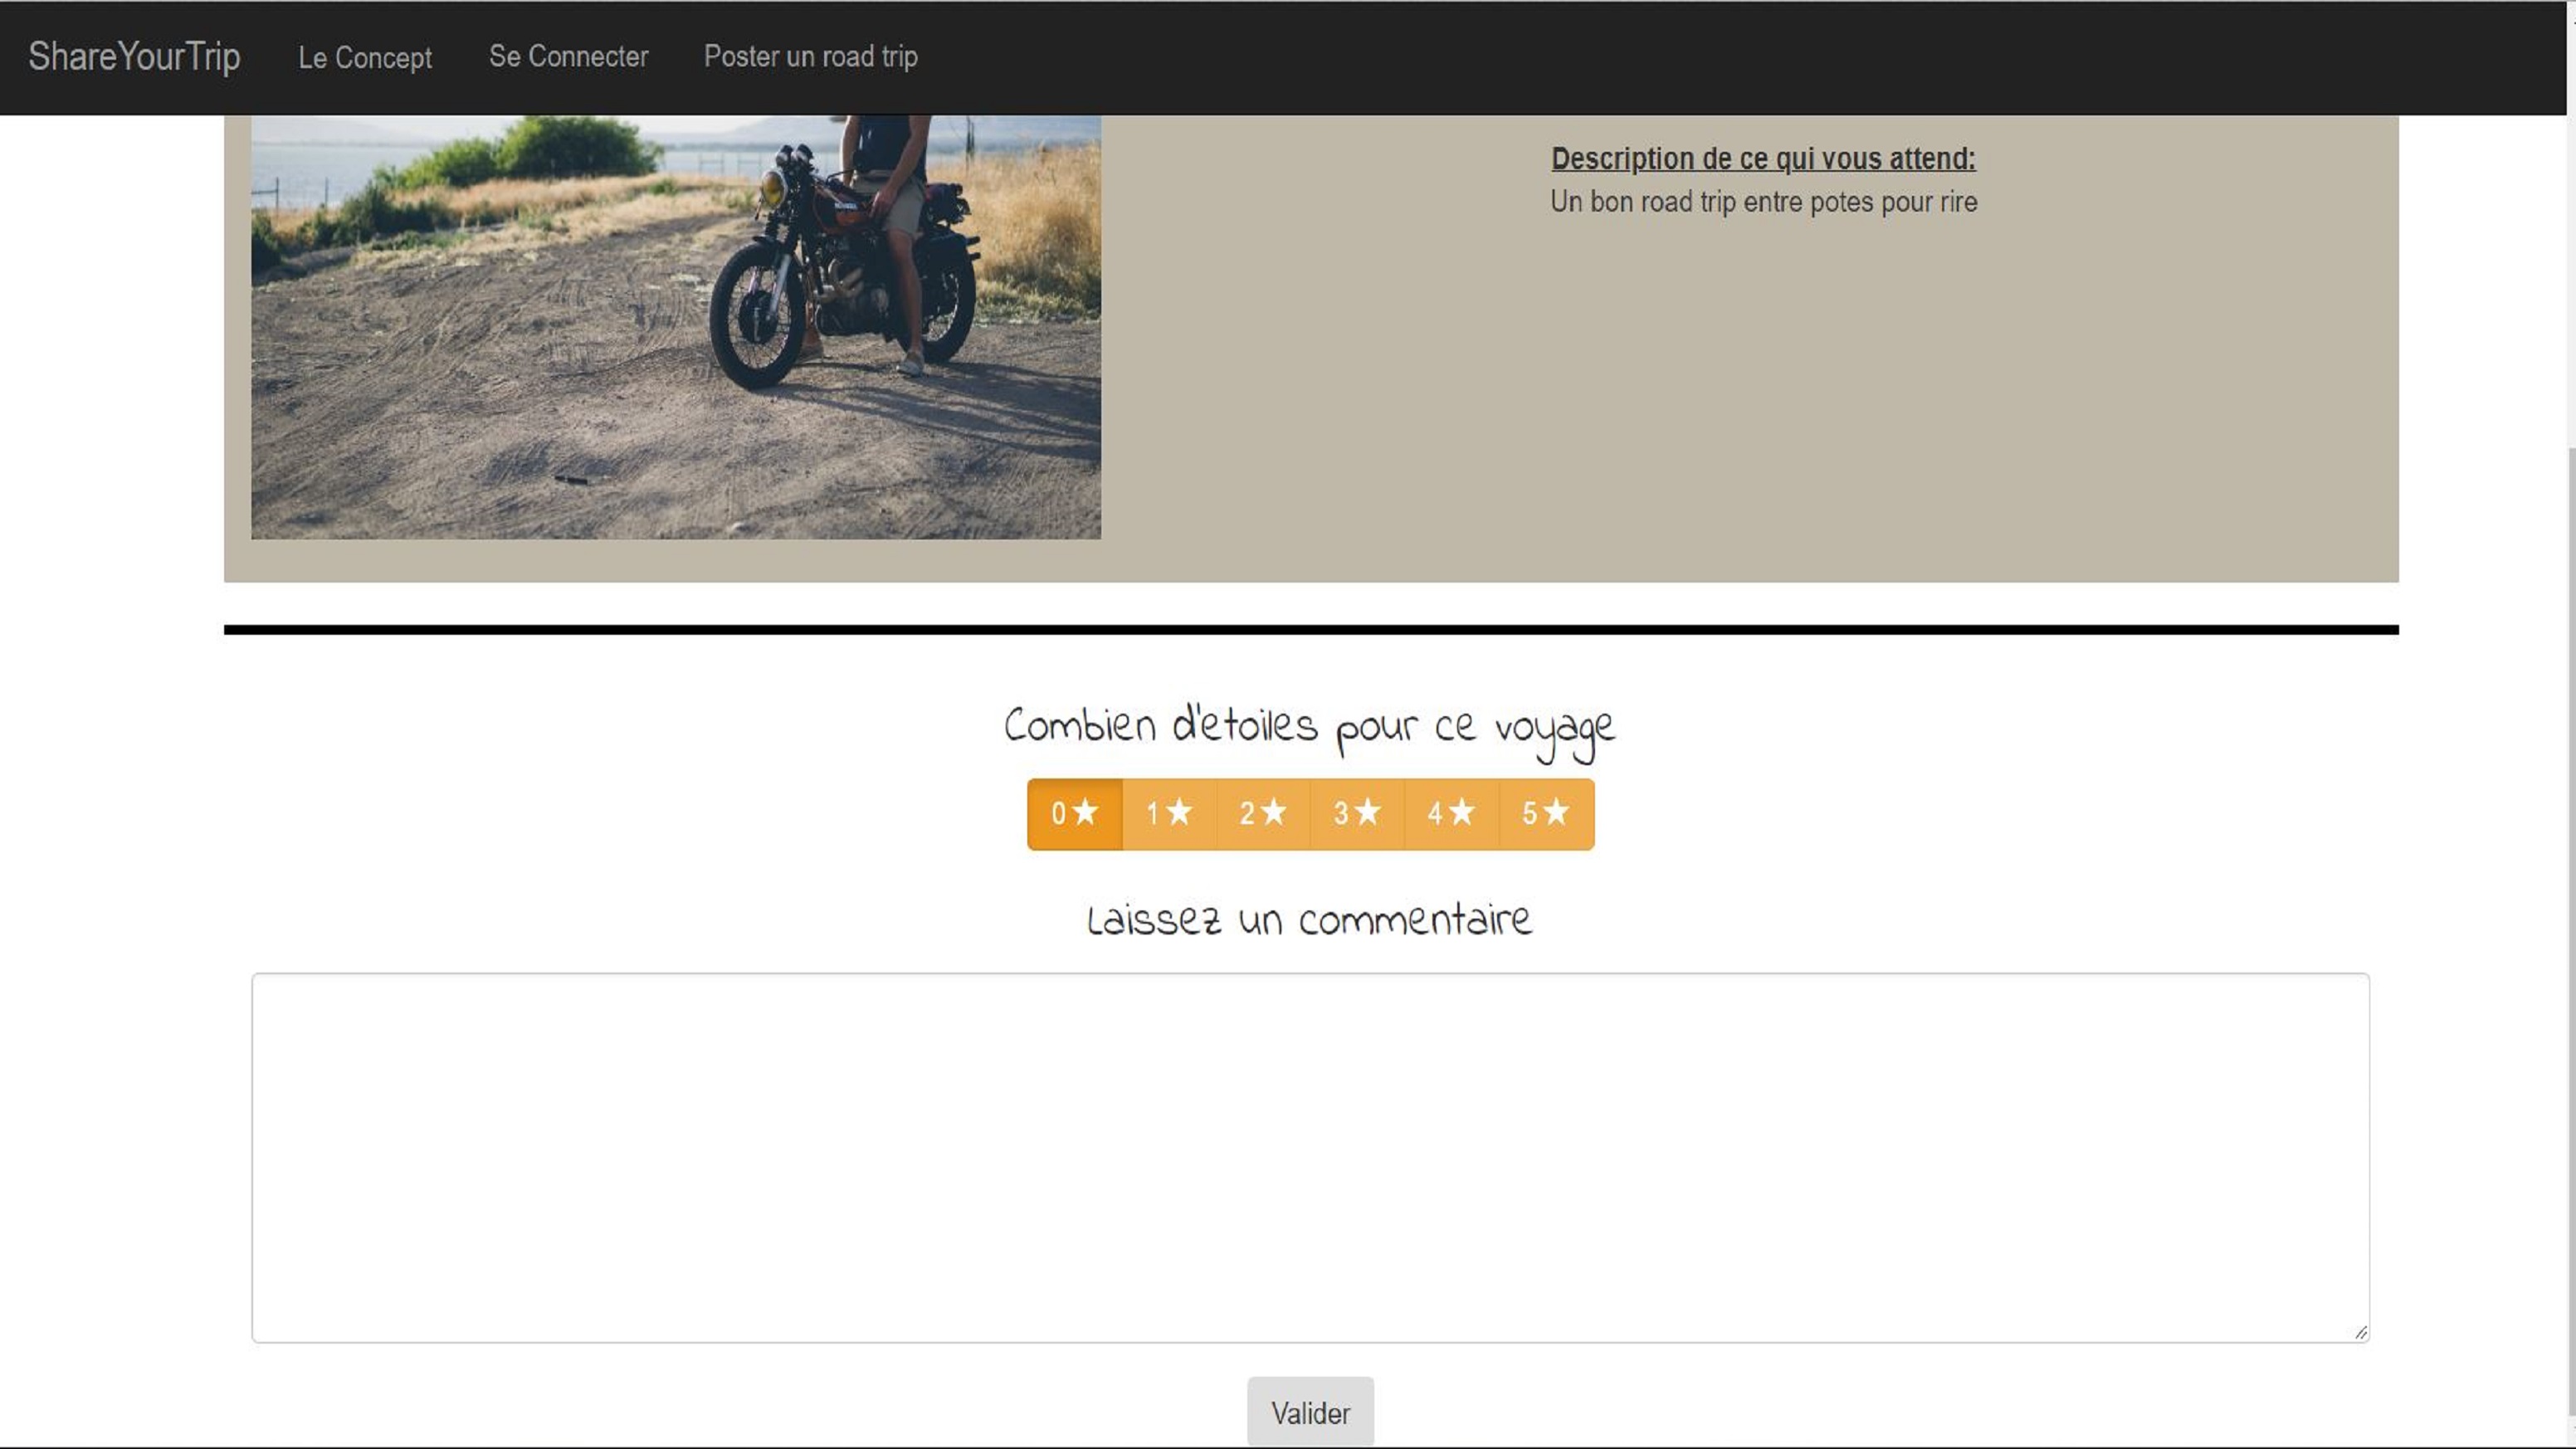 ShareYourTrip Le Concept Se Connecter Poster un road trip
Description de ce qui vous attend:
Un bon road trip entre potes pour rire
Combien d'etoiles pour ce voyage
0★ 1★ 2★ 3★ 4★ 5★
Laissez un commentaire
Valider